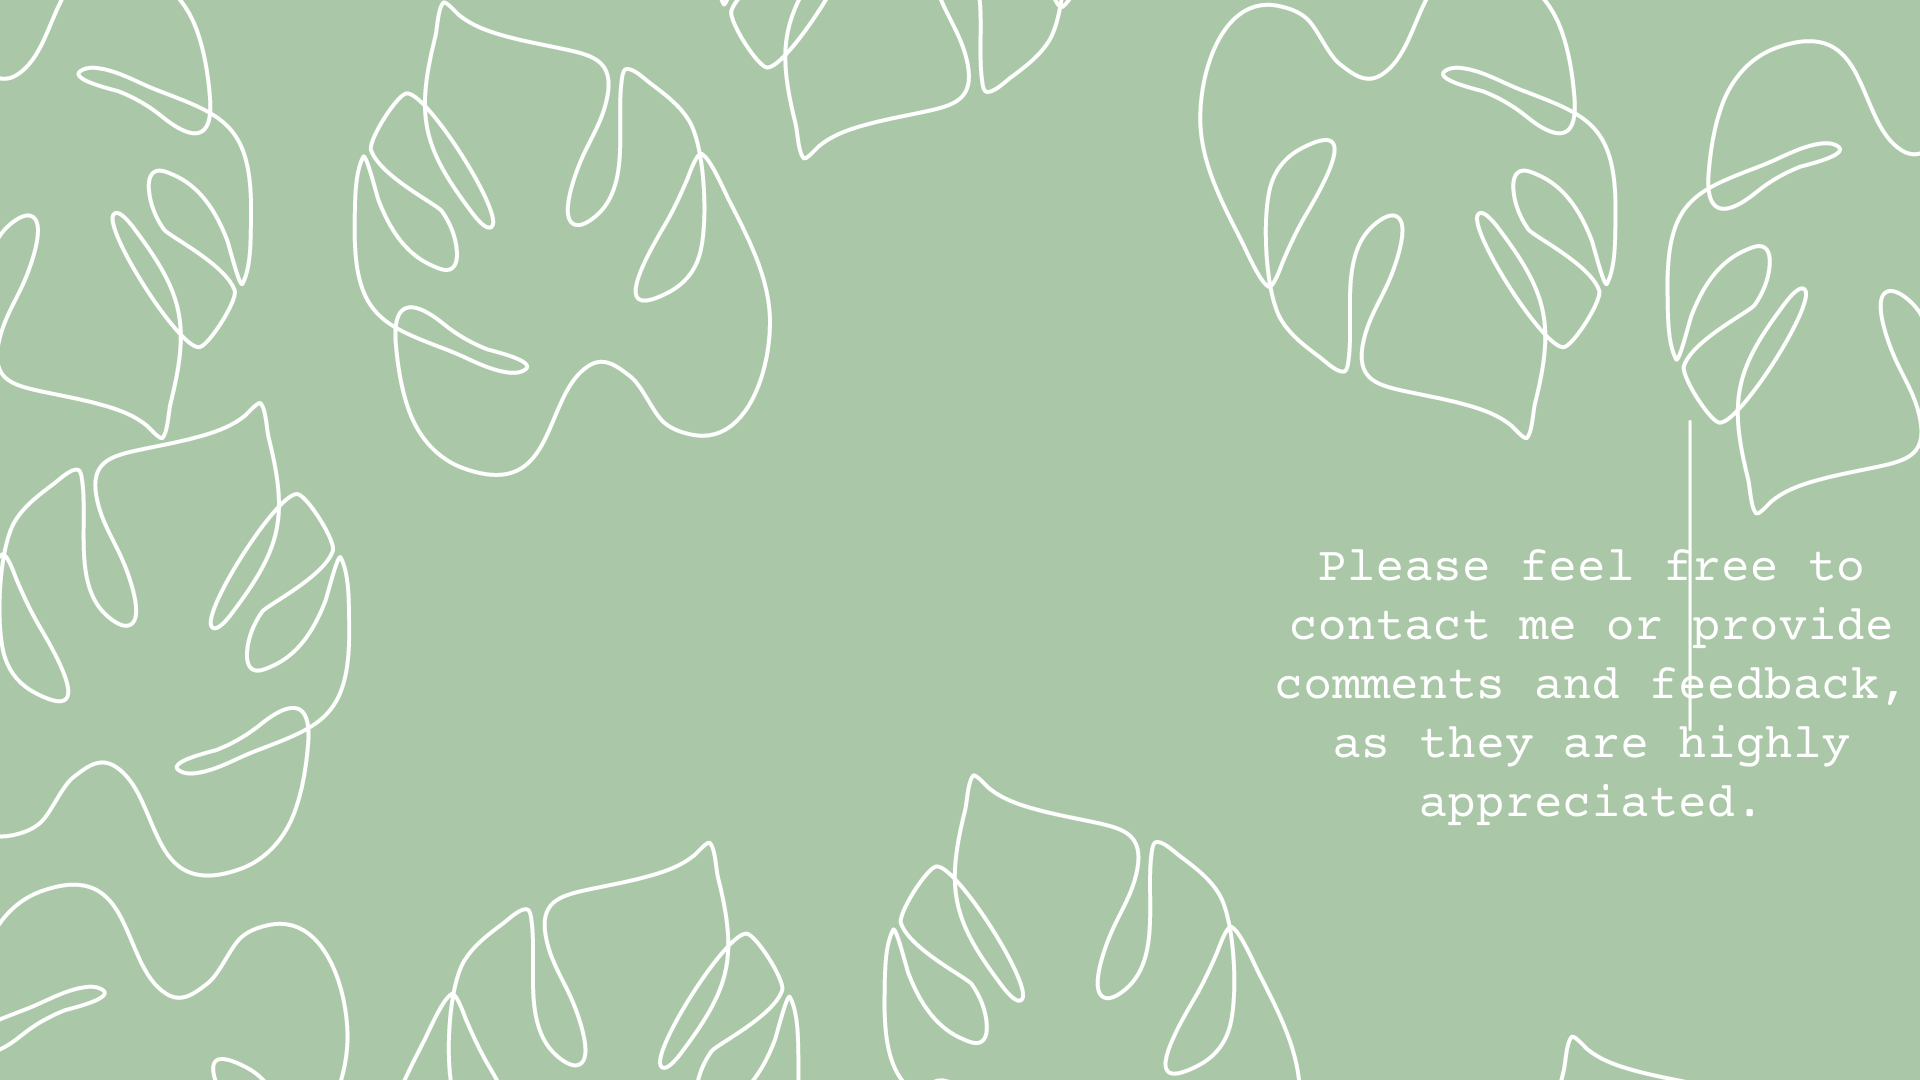 Please feel free to
contact me or provide
comments and feedback,
as they are highly
appreciated.